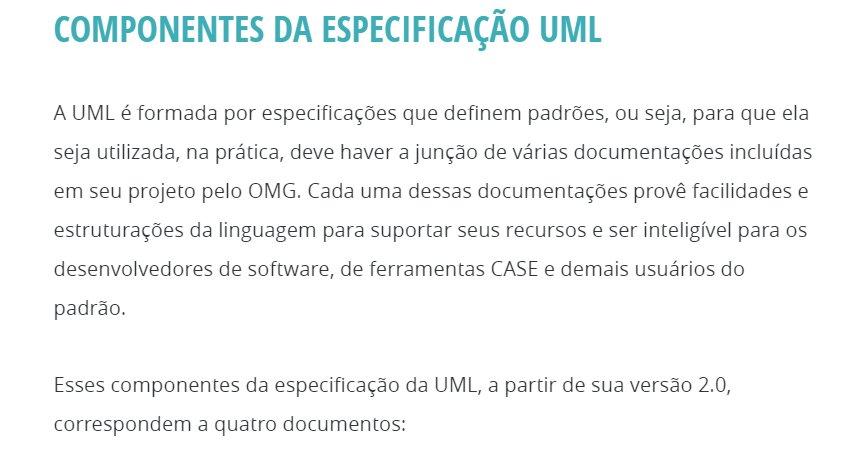 COMPONENTES DA ESPECIFICAÇÃO UML
A UML é formada por especificações que definem padrões, ou seja, para que ela
seja utilizada, na prática, deve haver a junção de várias documentações incluídas
em seu projeto pelo OMG. Cada uma dessas documentações provê facilidades e
estruturações da linguagem para suportar seus recursos e ser inteligível para os
desenvolvedores de software, de ferramentas CASE e demais usuários do
padrão.
Esses componentes da especificação da UML, a partir de sua versão 2.0,
correspondem a quatro documentos: